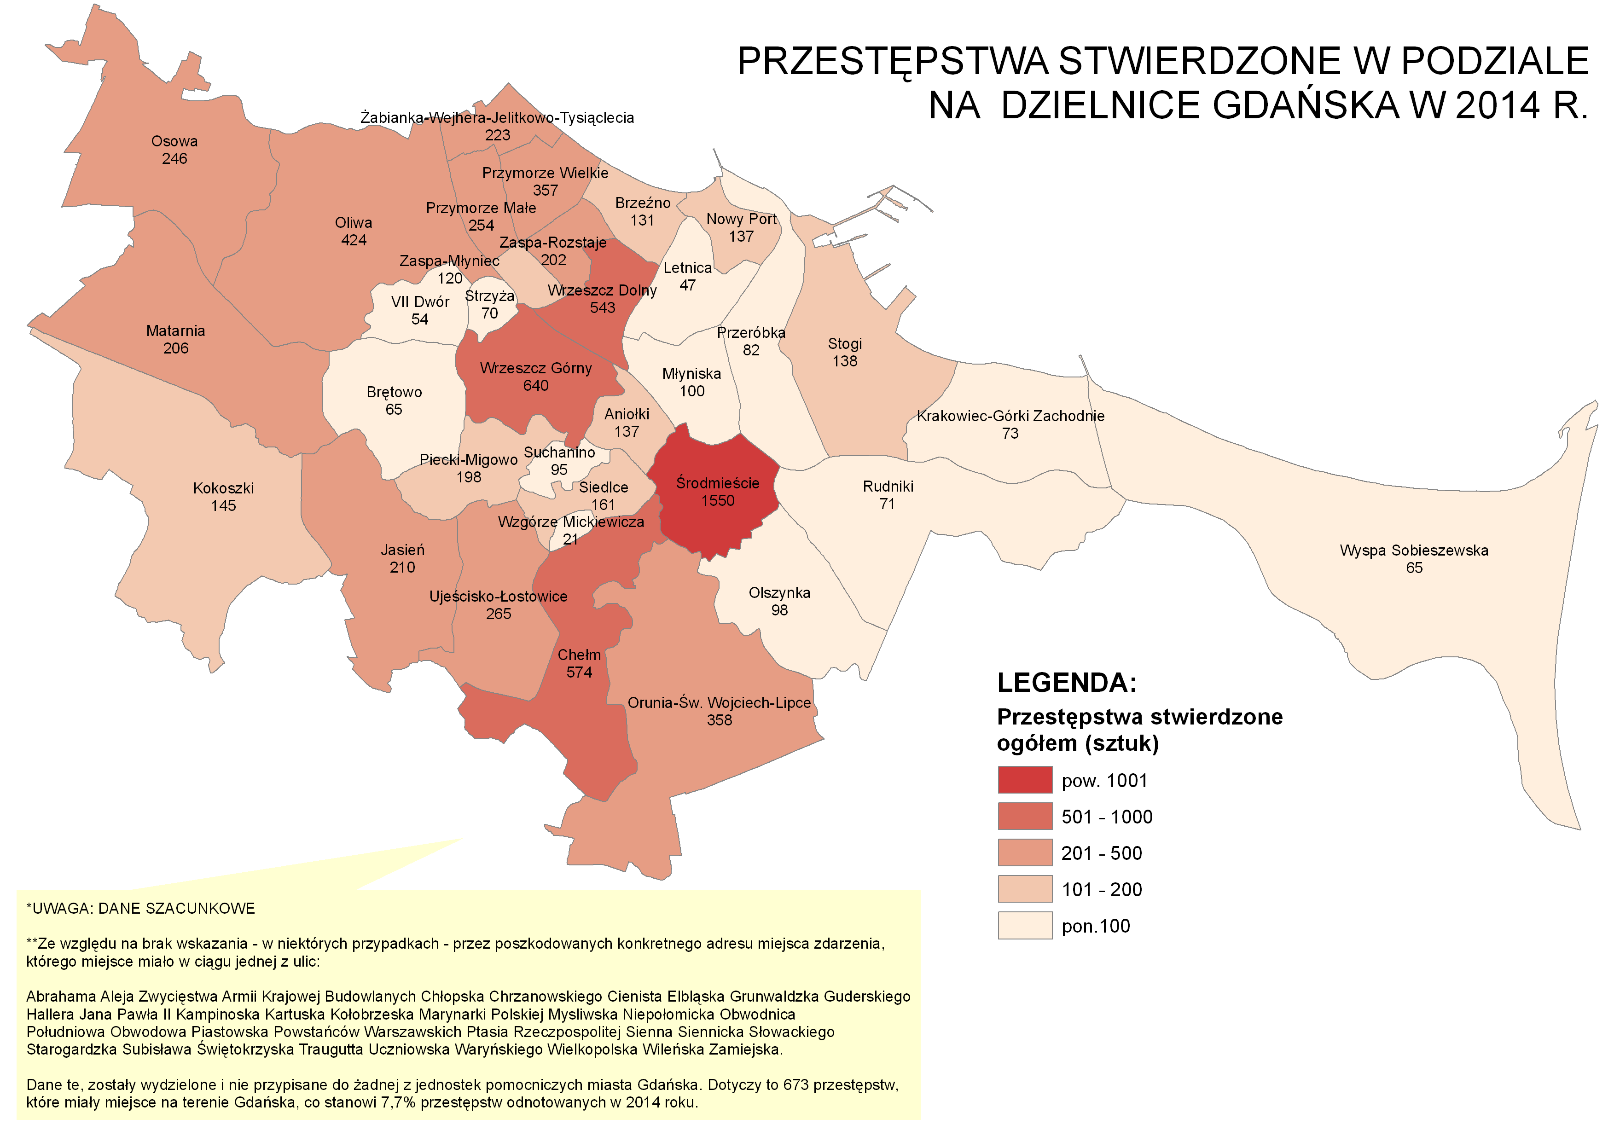 PRZESTĘPSTWA STWIERDZONE W PODZIALE
NA DZIELNICE GDAŃSKA W 2014 R.
Żabianka-Wejhera-Jelitkowo-Tysiąclecia
223
Osowa
246
Przymorze Wielkie
357
Przymorze Małe
254
Oliwa
424
Brzeźno
131
Nowy Port
137
Zaspa-Rozstaje
202
Zaspa-Młyniec
120
Letnica
47
Wrzeszcz Dolny
543
VII Dwór
54
Strzyża
70
Matarnia
206
Przeróbka
82
Stogi
138
Wrzeszcz Górny
640
Młyniska
100
Brętowo
65
Aniołki
137
Krakowiec-Górki Zachodnie
73
Suchanino
95
Piecki-Migowo
198
Kokoszki
145
Siedlce
161
Śródmieście
1550
Rudniki
71
Wzgórze Mickiewicza
21
Jasień
210
Wyspa Sobieszewska
65
Ujeścisko-Łostowice
265
Olszynka
98
Chełm
574
Orunia-Św. Wojciech-Lipce
358
LEGENDA:
Przestępstwa stwierdzone
ogółem (sztuk)
pow. 1001
501 - 1000
201 - 500
101 - 200
pon.100
*UWAGA: DANE SZACUNKOWE
**Ze względu na brak wskazania - w niektórych przypadkach - przez poszkodowanych konkretnego adresu miejsca zdarzenia,
którego miejsce miało w ciągu jednej z ulic:
Abrahama Aleja Zwycięstwa Armii Krajowej Budowlanych Chłopska Chrzanowskiego Cienista Elbląska Grunwaldzka Guderskiego
Hallera Jana Pawła II Kampinoska Kartuska Kołobrzeska Marynarki Polskiej Mysliwska Niepołomicka Obwodnica
Południowa Obwodowa Piastowska Powstańców Warszawskich Ptasia Rzeczpospolitej Sienna Siennicka Słowackiego
Starogardzka Subisława Świętokrzyska Traugutta Uczniowska Waryńskiego Wielkopolska Wileńska Zamiejska.
Dane te, zostały wydzielone i nie przypisane do żadnej z jednostek pomocniczych miasta Gdańska. Dotyczy to 673 przestępstw,
które miały miejsce na terenie Gdańska, co stanowi 7,7% przestępstw odnotowanych w 2014 roku.